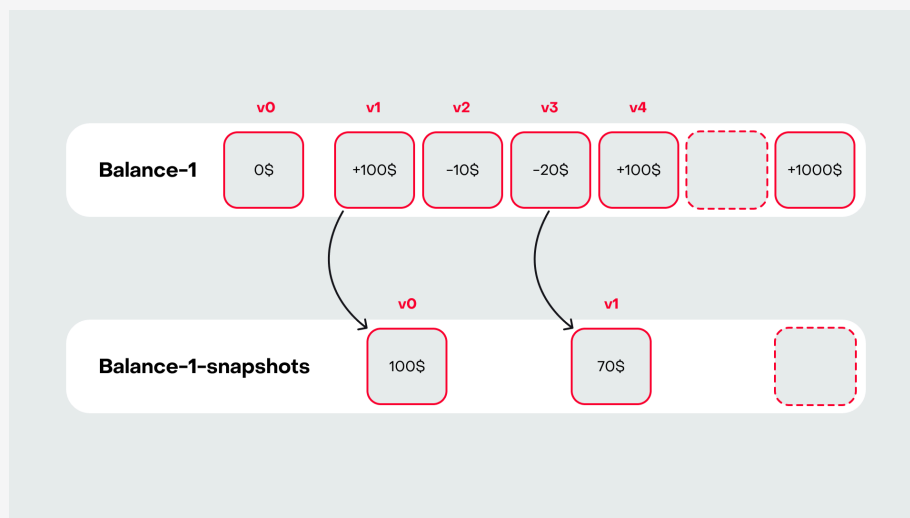 v0 v1 v2 v3 v4
Balance-1 0$ +100$ -10$ -20$ +100$ +1000$
v0 v1
Balance-1-snapshots 100$ 70$